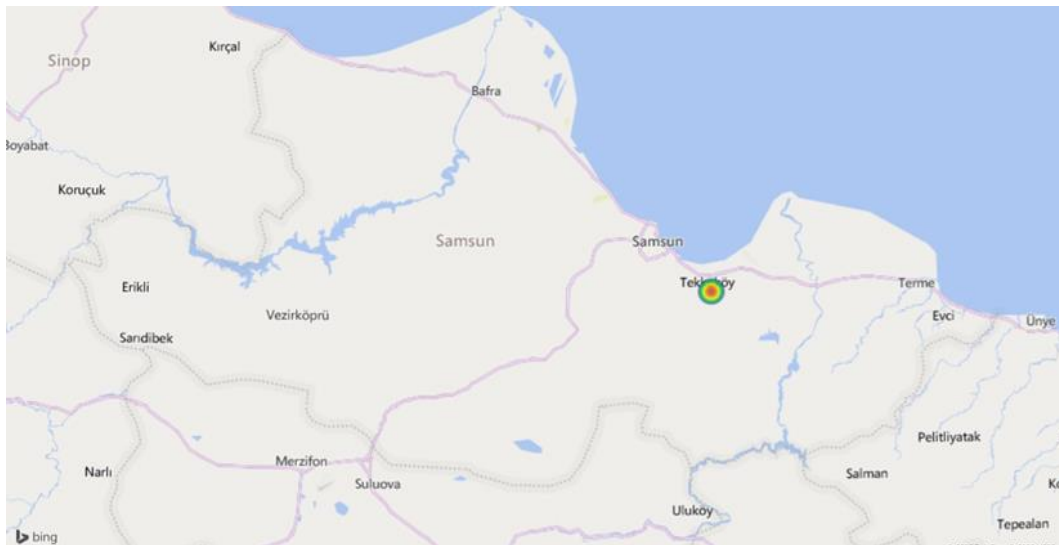 Kırçal
Sinop
Bafra
Boyabat
Koruçuk
Samsun
Samsun
Erikli
Vezirköprü
Terme
Evci
Ünye
Sarıdibek
Pelitliyatak
Merzifon
Narlı
Suluova
Salman
Uluköy
Tepealan
bing